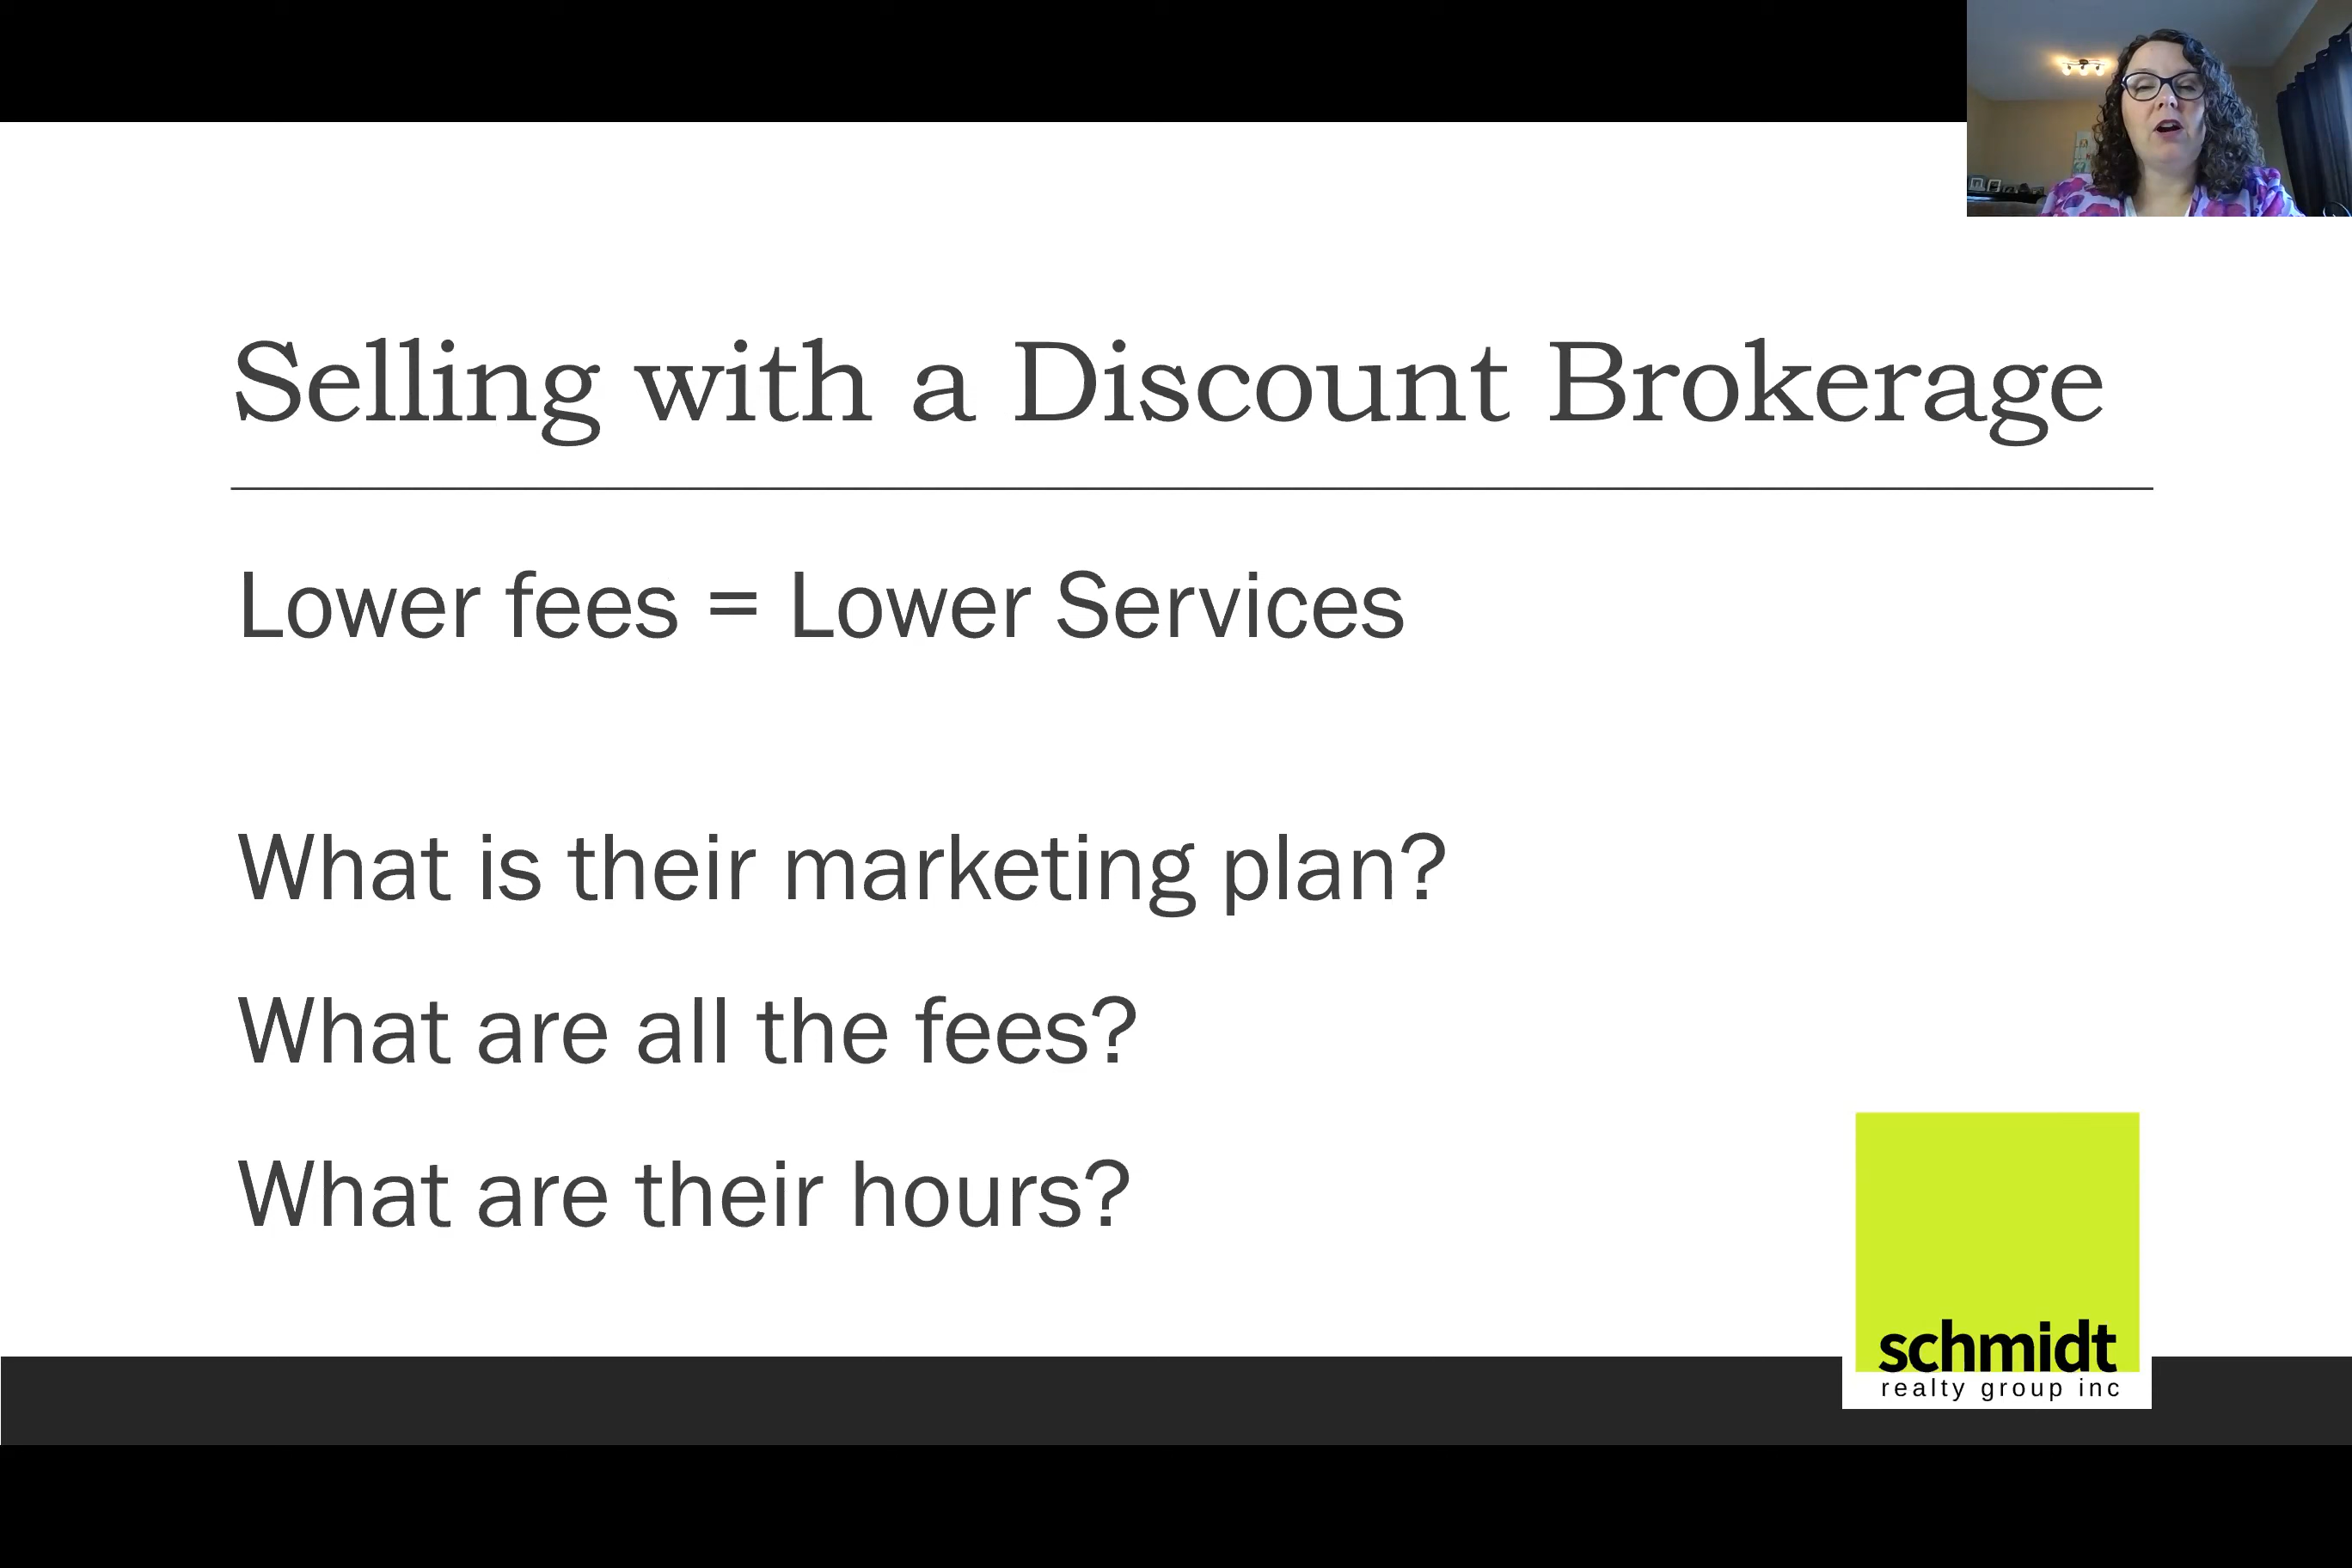 Selling with a Discount Brokerage
Lower fees = Lower Services
What is their marketing plan?
What are all the fees?
What are their hours?
schmidt
realty group inc